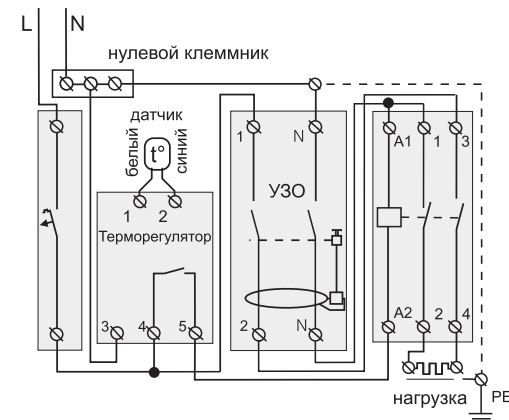 L N
нулевой клеммник
датчик
белый
t°
синий
1 2
Терморегулятор
3 4 5
1 N
УЗО
2 N
A1 1 3
A2 2 4
нагрузка
PE